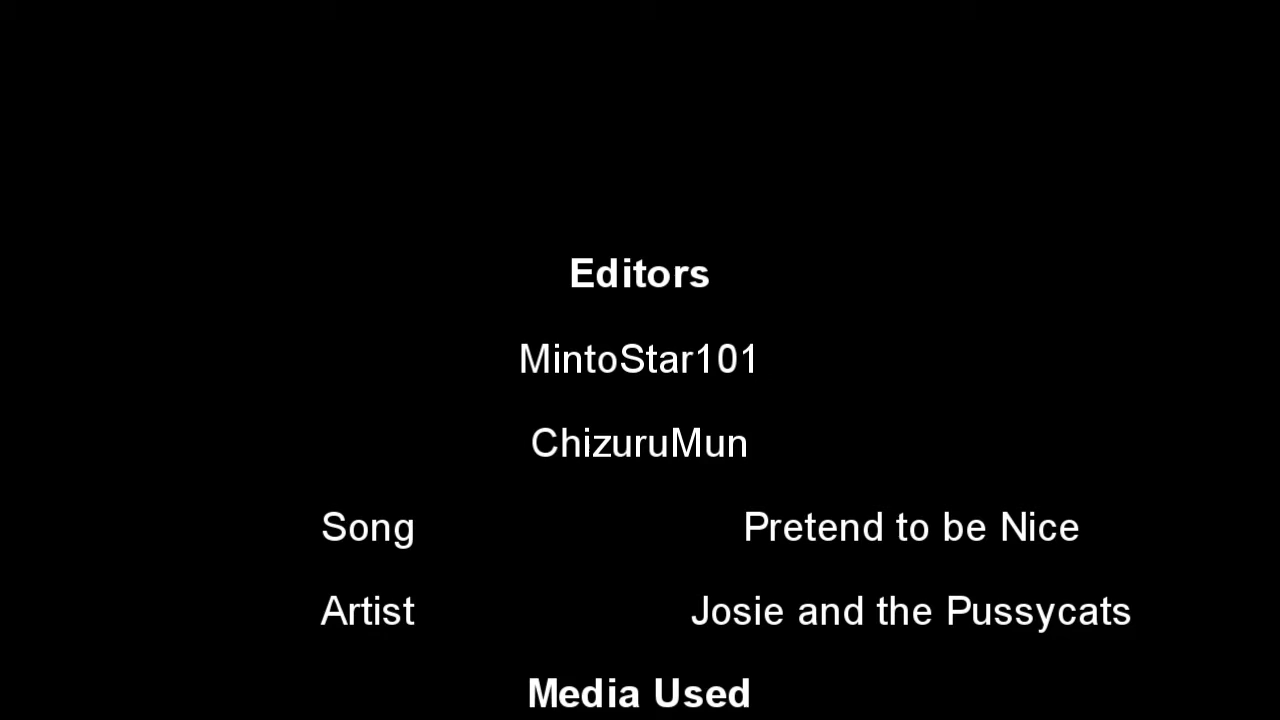 Editors
MintoStar101
ChizuruMun
Song Pretend to be Nice
Artist Josie and the Pussycats
Media Used